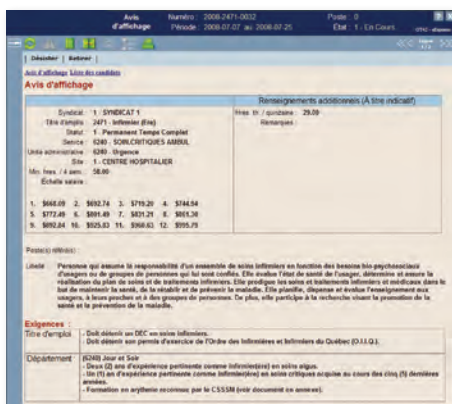 Avis Numéro : 2008-2471-0032 Poste : 0
d'affichage Période : 2008-07-07 au 2008-07-25 État : 1 - En Cours
| Désister | Retirer |
Avis d'affichage Liste des candidats
Avis d'affichage
Renseignements additionnels (À titre indicatif)
Syndicat : 1 - SYNDICAT 1 Hres. tr. / quinzaine : 29.00
Titre d'emploi : 2471 - Infirmier (Ère) Remarques :
Statut : 1 - Permanent Temps Complet
Service : 6240 - SOIN.CRITIQUES AMBUL.
Unité administrative : 6240 - Urgence
Site : 1 - CENTRE HOSPITALIER
Min. hres. / 4 sem. : 58.00
Échelle salaire :
1. $668.09 2. $692.74 3. $719.20 4. $744.94
5. $772.49 6. $801.49 7. $831.21 8. $861.30
9. $892.84 10. $925.83 11. $960.63 12. $995.79
Poste(s) référé(s) :
Libellé : Personne qui assume la responsabilité d'un ensemble de soins infirmiers en fonction des besoins bio-psychosociaux
d'usagers ou de groupes de personnes qui lui sont confiés. Elle évalue l'état de santé de l'usager, détermine et assure la
réalisation du plan de soins et de traitements infirmiers. Elle prodigue les soins et traitements infirmiers et médicaux dans le
but de maintenir la santé, de la rétablir et de prévenir la maladie. Elle planifie, dispense et évalue l'enseignement aux
usagers, à leurs proches et à des groupes de personnes. De plus, elle participe à la recherche visant la promotion de la
santé et la prévention de la maladie.
Exigences :
Titre d'emploi : - Doit détenir un DEC en soins infirmiers.
- Doit détenir son permis d'exercice de l'Ordre des Infirmières et Infirmiers du Québec (O.I.I.Q.).
Département : (6240) Jour et Soir
- Deux (2) ans d'expérience pertinente comme infirmier(ère) en soins aigus.
- Un (1) an d'expérience pertinente comme infirmier(ère) en soins critiques acquise au cours des cinq (5) dernières
années.
- Formation en arythmie reconnue par le CSSSM (voir document en annexe).